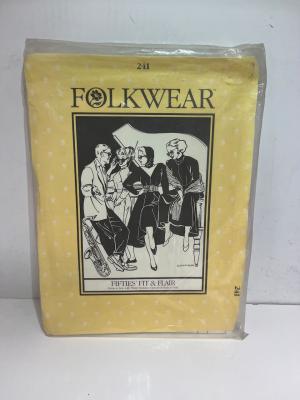 241
FOLKWEAR
FIFTIES FIT & FLAIR
241